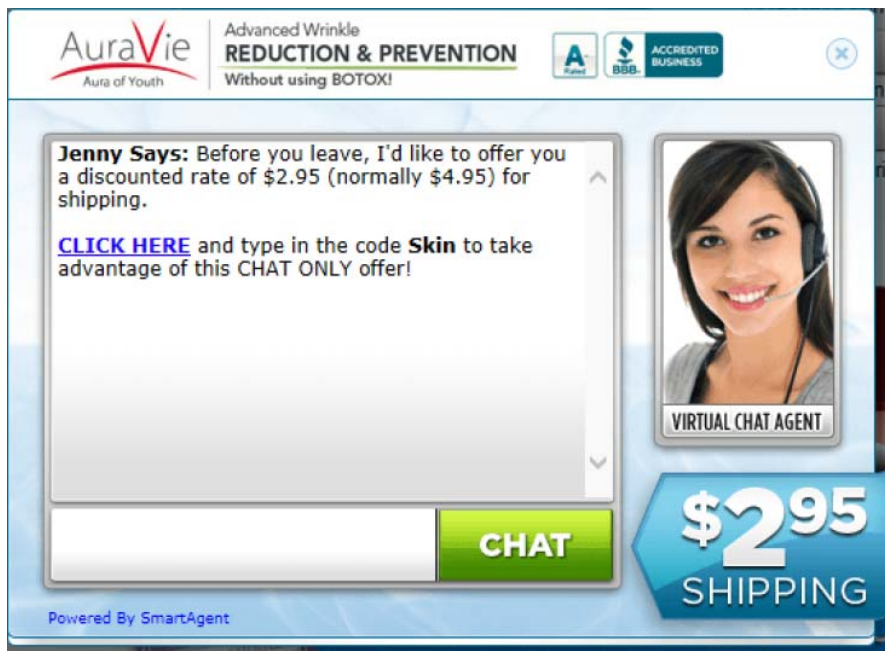 AuraVie
Aura of Youth
Advanced Wrinkle
REDUCTION & PREVENTION
Without using BOTOX!
A
Rated
BBB.
ACCREDITED
BUSINESS
Jenny Says: Before you leave, I'd like to offer you
a discounted rate of $2.95 (normally $4.95) for
shipping.
CLICK HERE and type in the code Skin to take
advantage of this CHAT ONLY offer!
VIRTUAL CHAT AGENT
CHAT
$2.95
SHIPPING
Powered By SmartAgent